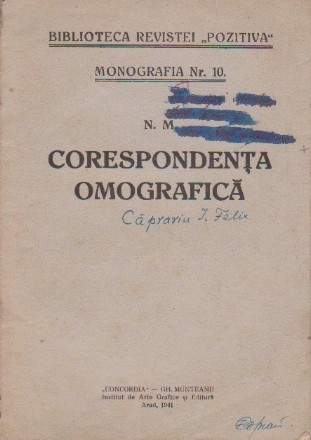 BIBLIOTECA REVISTEI „POZITIVA“
MONOGRAFIA Nr. 10.
N. M
CORESPONDENȚA
OMOGRAFICĂ
Căprariu I. Felix
„CONCORDIA” — GH. MUNTEANU
Institut de Arte Grafice și Editură
Arad, 1941